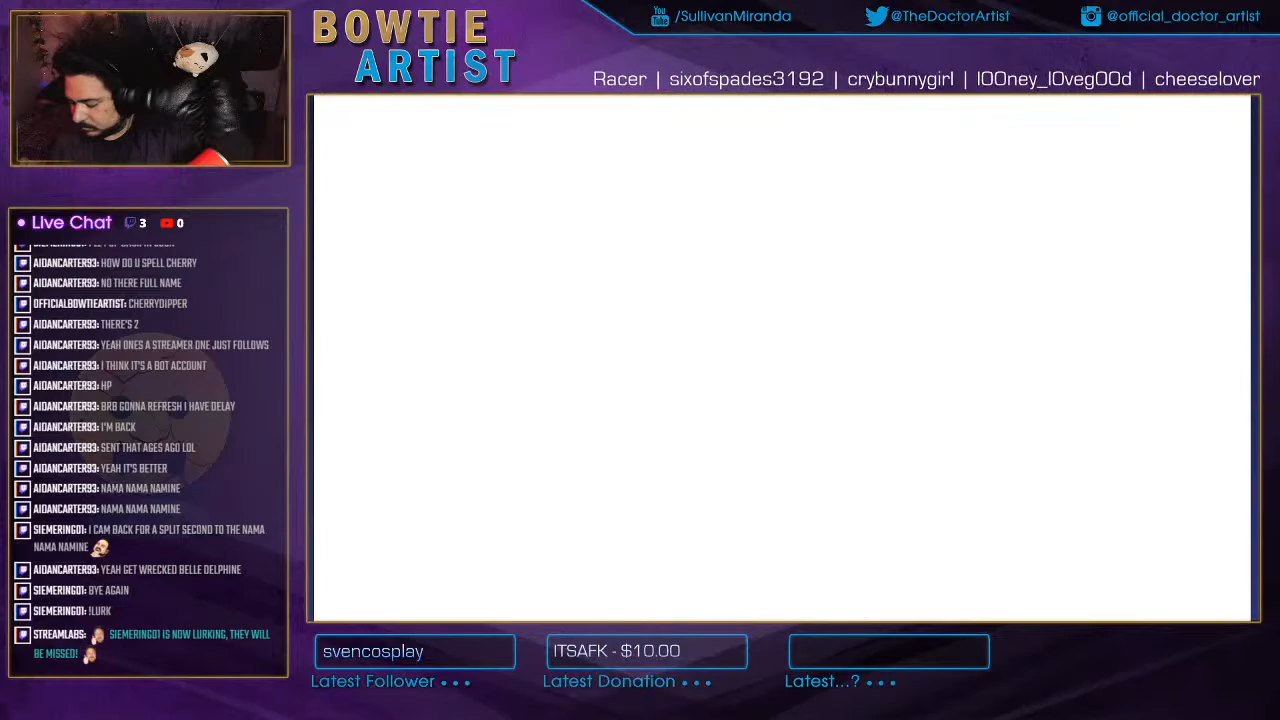 BOWTIE
ARTIST
You Tube /SullivanMiranda
@TheDoctorArtist
@official_doctor_artist
Racer | sixofspades3192 | crybunnygirl | l00ney_l0veg00d | cheeselover
Live Chat 3 0
AIDANCARTER93: HOW DO U SPELL CHERRY
AIDANCARTER93: NO THERE FULL NAME
OFFICIALBOWTIEARTIST: CHERRYDIPPER
AIDANCARTER93: THERE'S 2
AIDANCARTER93: YEAH ONES A STREAMER ONE JUST FOLLOWS
AIDANCARTER93: I THINK IT'S A BOT ACCOUNT
AIDANCARTER93: HP
AIDANCARTER93: BRB GONNA REFRESH I HAVE DELAY
AIDANCARTER93: I'M BACK
AIDANCARTER93: SENT THAT AGES AGO LOL
AIDANCARTER93: YEAH IT'S BETTER
AIDANCARTER93: NAMA NAMA NAMINE
AIDANCARTER93: NAMA NAMA NAMINE
SIEMERING01: I CAM BACK FOR A SPLIT SECOND TO THE NAMA
NAMA NAMINE
AIDANCARTER93: YEAH GET WRECKED BELLE DELPHINE
SIEMERING01: BYE AGAIN
SIEMERING01: !LURK
STREAMLABS: SIEMERING01 IS NOW LURKING, THEY WILL
BE MISSED!
svencosplay
Latest Follower •••
ITSAFK - $10.00
Latest Donation •••
Latest...? •••